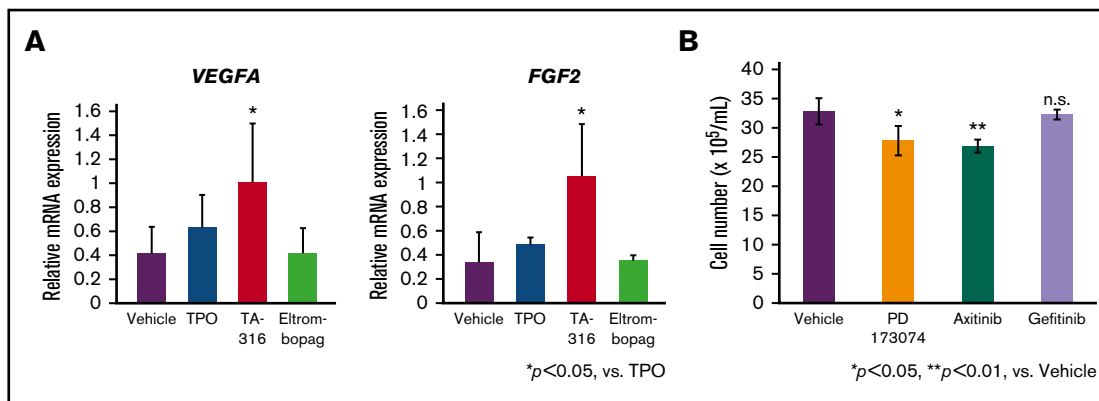 A
VEGFA
Relative mRNA expression
1.6
1.4
1.2
1
0.8
0.6
0.4
0.2
0
Vehicle TPO TA- Eltrom-
316 bopag
FGF2
Relative mRNA expression
1.6
1.4
1.2
1
0.8
0.6
0.4
0.2
0
*
*
Vehicle TPO TA- Eltrom-
316 bopag
*p<0.05, vs. TPO
B
Cell number (x 10⁵/mL)
40
35
30
25
20
15
10
5
0
*
**
n.s.
Vehicle PD Axitinib Gefitinib
173074
*p<0.05, **p<0.01, vs. Vehicle